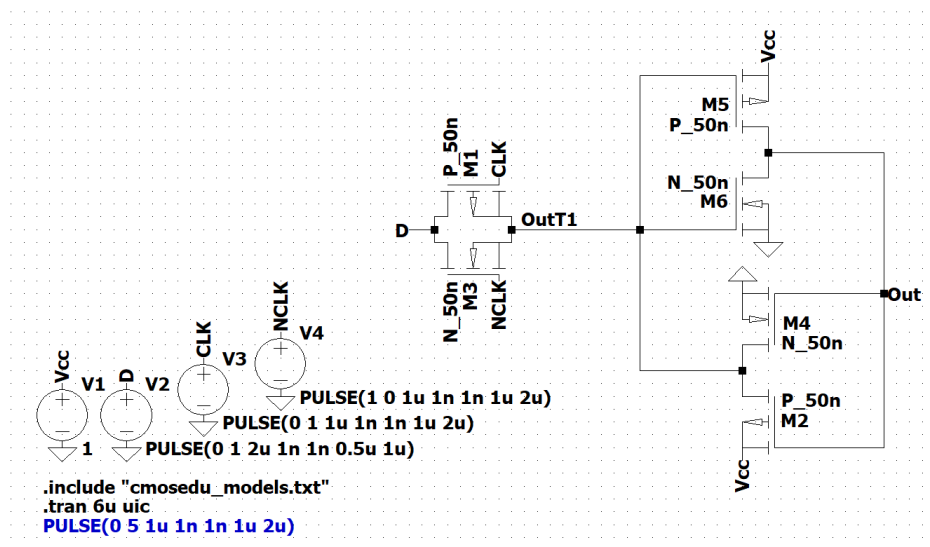 Vcc
M5
P_50n
N_50n
M6
P_50n
M1
CLK
D
OutT1
N_50n
M3
NCLK
Out
M4
N_50n
P_50n
M2
Vcc
Vcc
V1
1
D
V2
PULSE(0 1 2u 1n 1n 0.5u 1u)
CLK
V3
PULSE(0 1 1u 1n 1n 1u 2u)
NCLK
V4
PULSE(1 0 1u 1n 1n 1u 2u)
.include "cmosedu_models.txt"
.tran 6u uic
PULSE(0 5 1u 1n 1n 1u 2u)